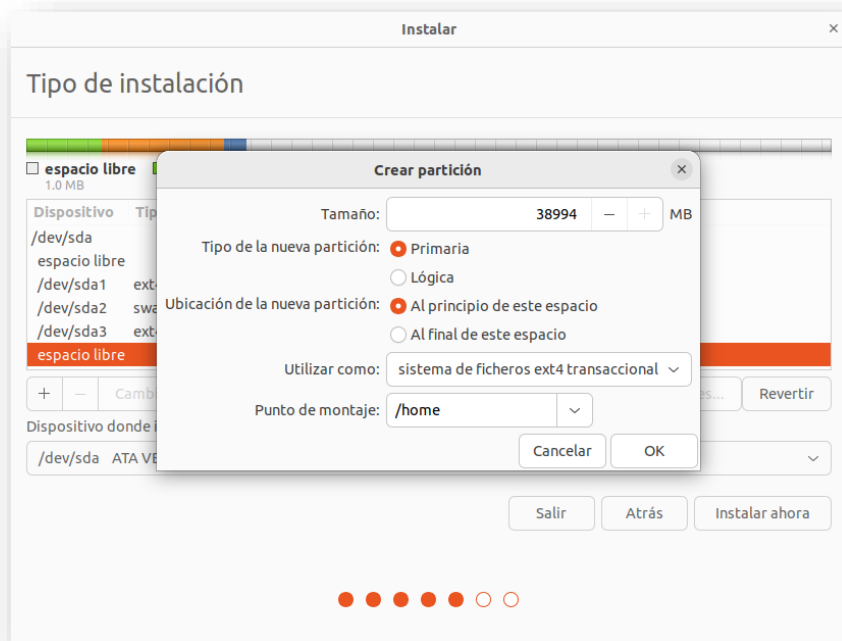 Instalar
Tipo de instalación
espacio libre
1.0 MB
Crear partición
Tamaño: 38994 MB
Tipo de la nueva partición: Primaria
Lógica
Ubicación de la nueva partición: Al principio de este espacio
Al final de este espacio
Utilizar como: sistema de ficheros ext4 transaccional
Punto de montaje: /home
Cancelar OK
Dispositivo
/dev/sda
espacio libre
/dev/sda1
/dev/sda2
/dev/sda3
espacio libre
+ −
Revertir
Dispositivo donde
/dev/sda ATA
Salir Atrás Instalar ahora